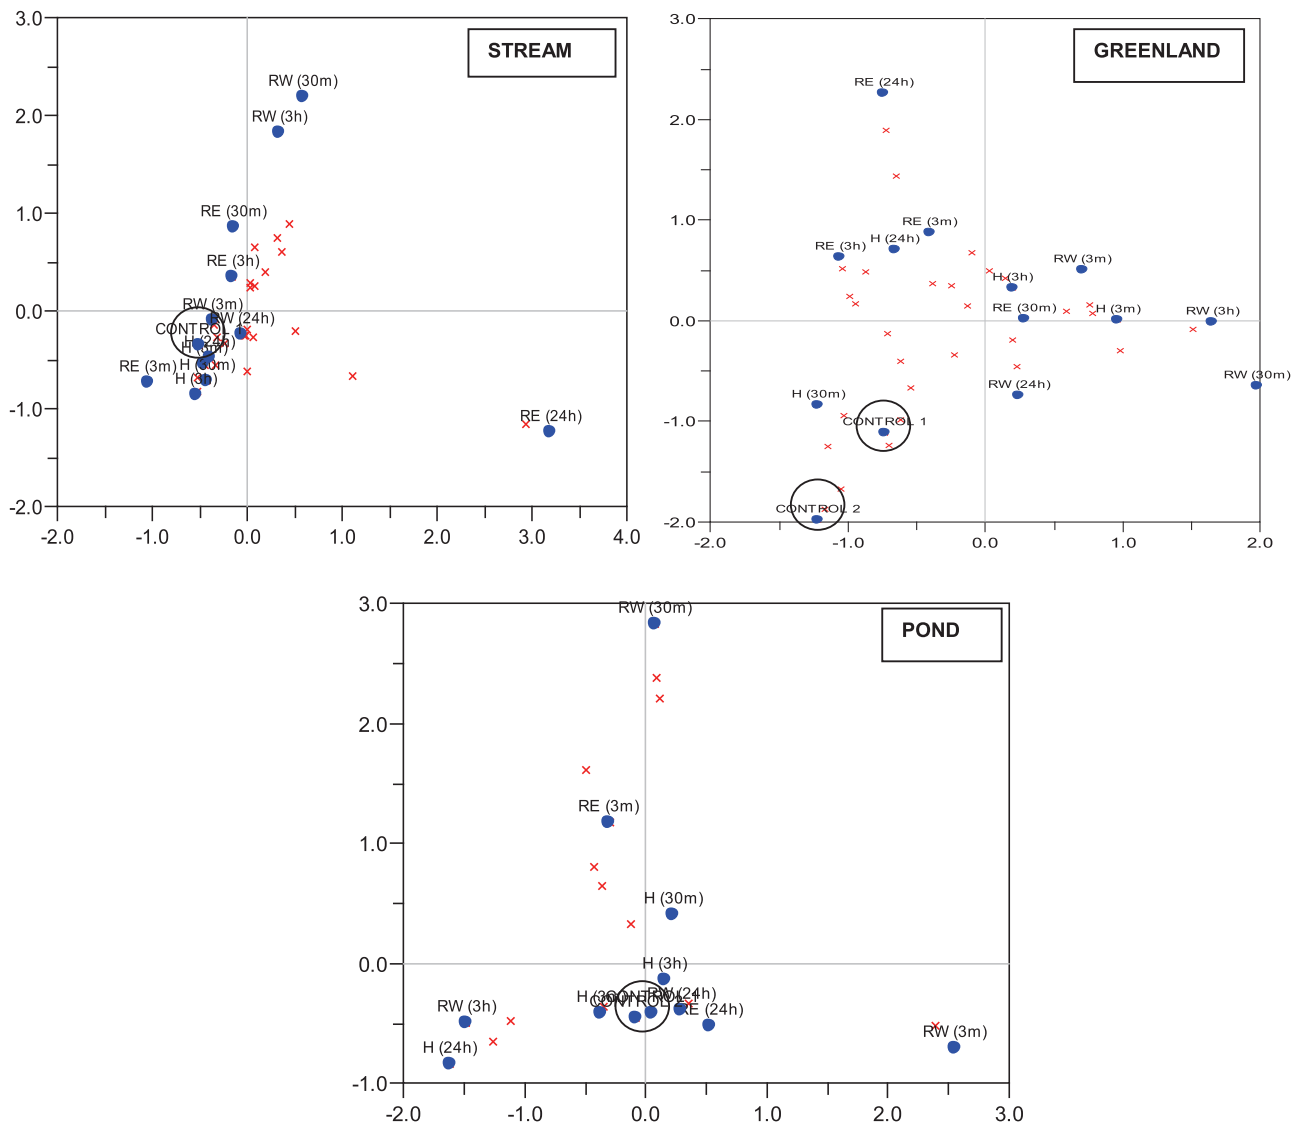 STREAM
3.0
2.0
1.0
0.0
-1.0
-2.0
RW (30m)
RW (3h)
RE (30m)
RE (3h)
RW (3m)
RW (24h)
CONTROL
H (24h)
H (3m)
H (30m)
RE (3m)
H (3h)
RE (24h)
-2.0 -1.0 0.0 1.0 2.0 3.0 4.0
GREENLAND
3.0
2.0
1.0
0.0
-1.0
-2.0
RE (24h)
RE (3m)
H (24h)
RE (3h)
RW (3m)
H (3h)
RE (30m)
H (3m)
RW (3h)
RW (24h)
RW (30m)
H (30m)
CONTROL 1
CONTROL 2
-2.0 -1.0 0.0 1.0 2.0
POND
3.0
2.0
1.0
0.0
-1.0
RW (30m)
RE (3m)
H (30m)
H (3h)
RW (24h)
RE (24h)
RW (3h)
H (24h)
RW (3m)
-2.0 -1.0 0.0 1.0 2.0 3.0